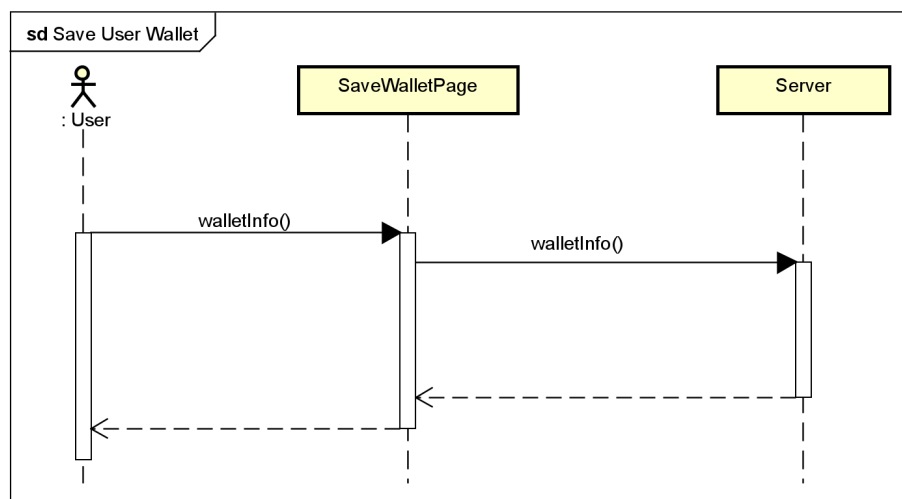 sd Save User Wallet
SaveWalletPage
Server
: User
walletInfo()
walletInfo()